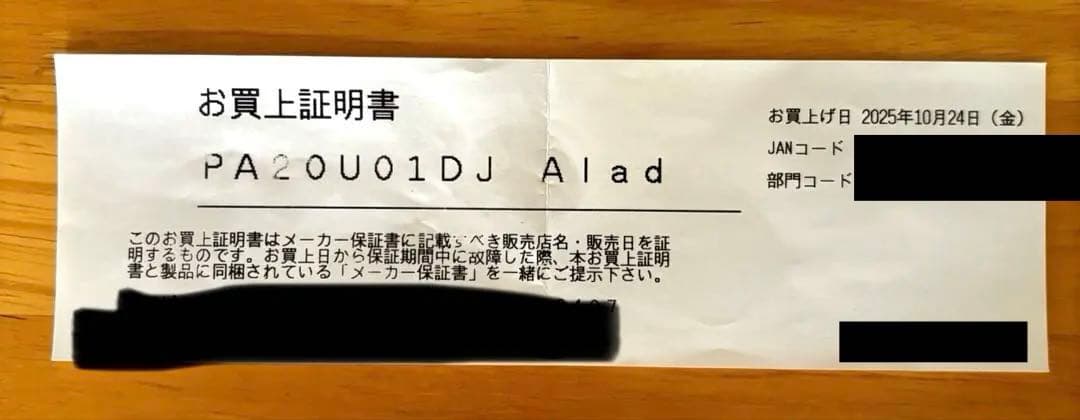 お買上証明書
PA20U01DJ Alad
お買上げ日 2025年10月24日(金)
JANコード
部門コード
このお買上証明書はメーカー保証書に記載すべき販売店名・販売日を証
明するものです。お買上日から保証期間中に故障した際、本お買上証明
書と製品に同梱されている「メーカー保証書」を一緒にご提示下さい。